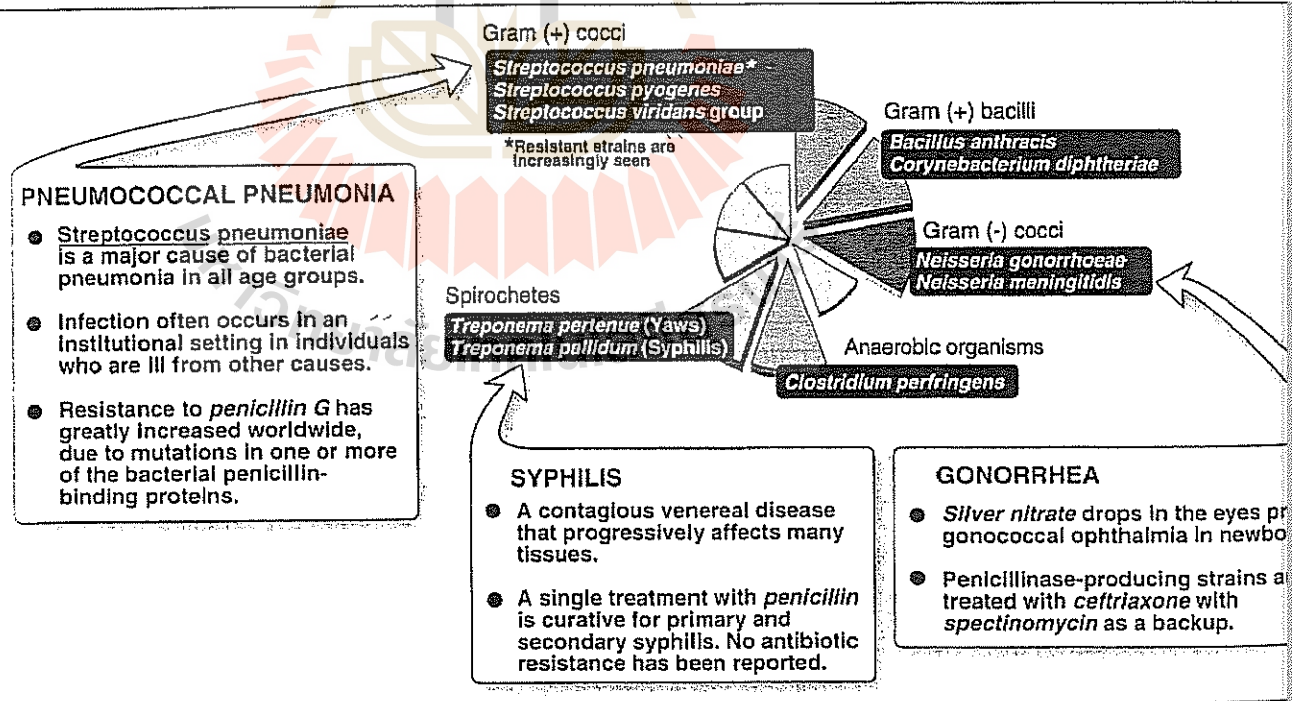 Gram (+) cocci
Streptococcus pneumoniae*
Streptococcus pyogenes
Streptococcus viridans group
*Resistant strains are
increasingly seen
Gram (+) bacilli
Bacillus anthracis
Corynebacterium diphtheriae
Gram (-) cocci
Neisseria gonorrhoeae
Neisseria meningitidis
Anaerobic organisms
Clostridium perfringens
Spirochetes
Treponema pertenue (Yaws)
Treponema pallidum (Syphilis)
PNEUMOCOCCAL PNEUMONIA
● Streptococcus pneumoniae
is a major cause of bacterial
pneumonia in all age groups.
● Infection often occurs in an
institutional setting in individuals
who are ill from other causes.
● Resistance to penicillin G has
greatly increased worldwide,
due to mutations in one or more
of the bacterial penicillin-
binding proteins.
SYPHILIS
● A contagious venereal disease
that progressively affects many
tissues.
● A single treatment with penicillin
is curative for primary and
secondary syphilis. No antibiotic
resistance has been reported.
GONORRHEA
● Silver nitrate drops in the eyes pr
gonococcal ophthalmia in newbo
● Penicillinase-producing strains a
treated with ceftriaxone with
spectinomycin as a backup.